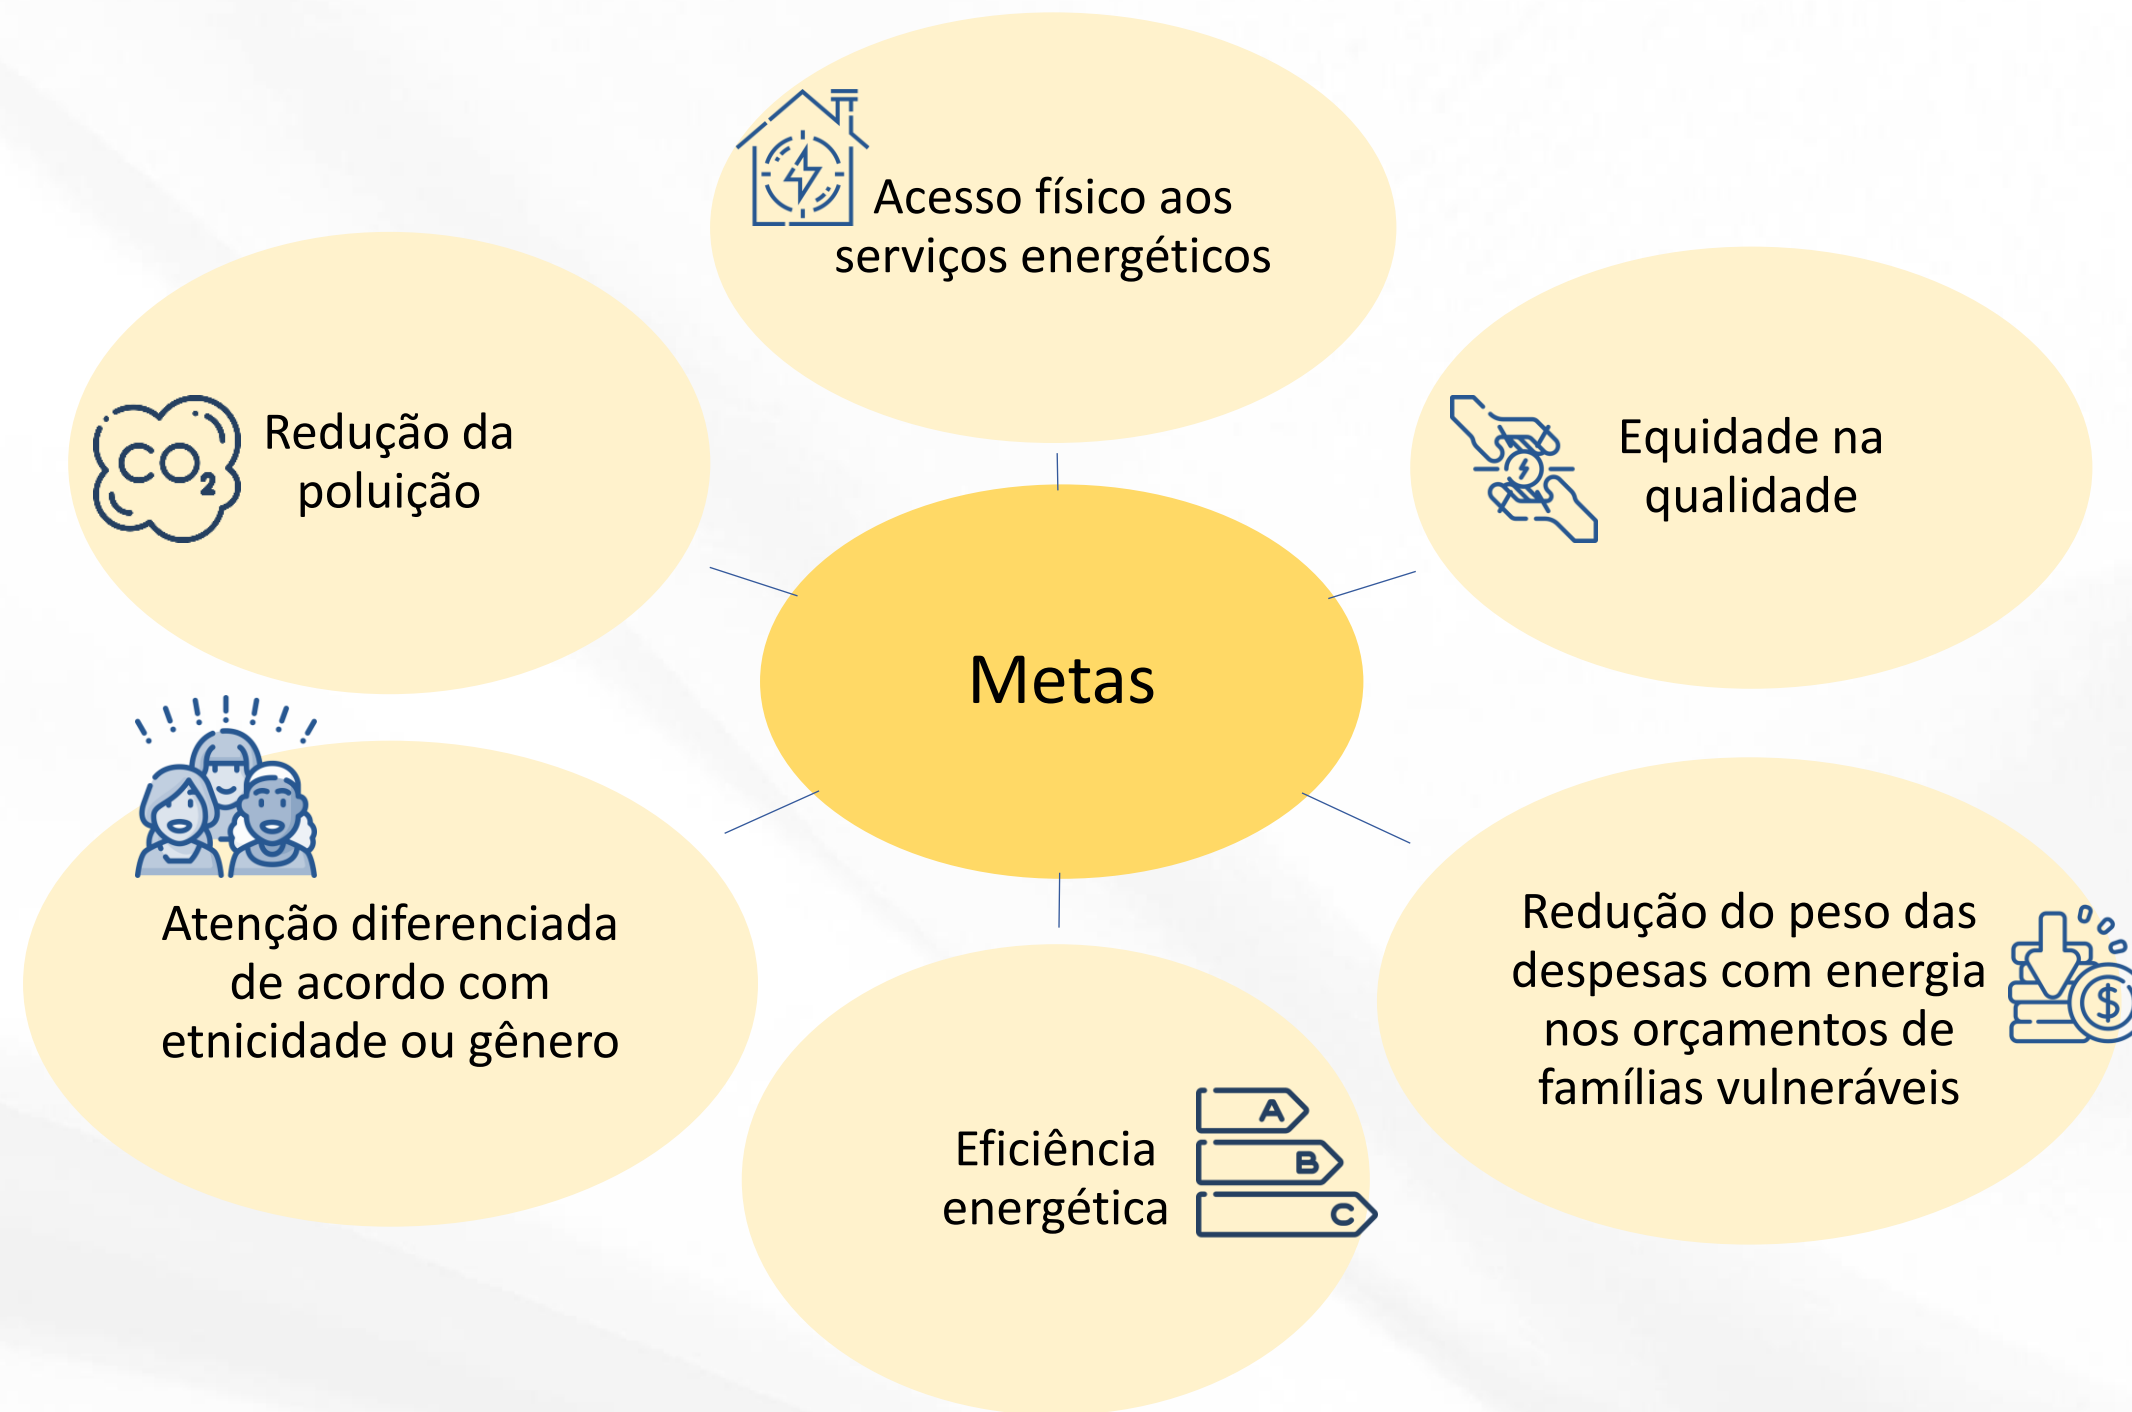 Acesso físico aos
serviços energéticos
Redução da
poluição
CO2
Equidade na
qualidade
Metas
Atenção diferenciada
de acordo com
etnicidade ou gênero
Redução do peso das
despesas com energia
nos orçamentos de
famílias vulneráveis
$
Eficiência
energética
A
B
C